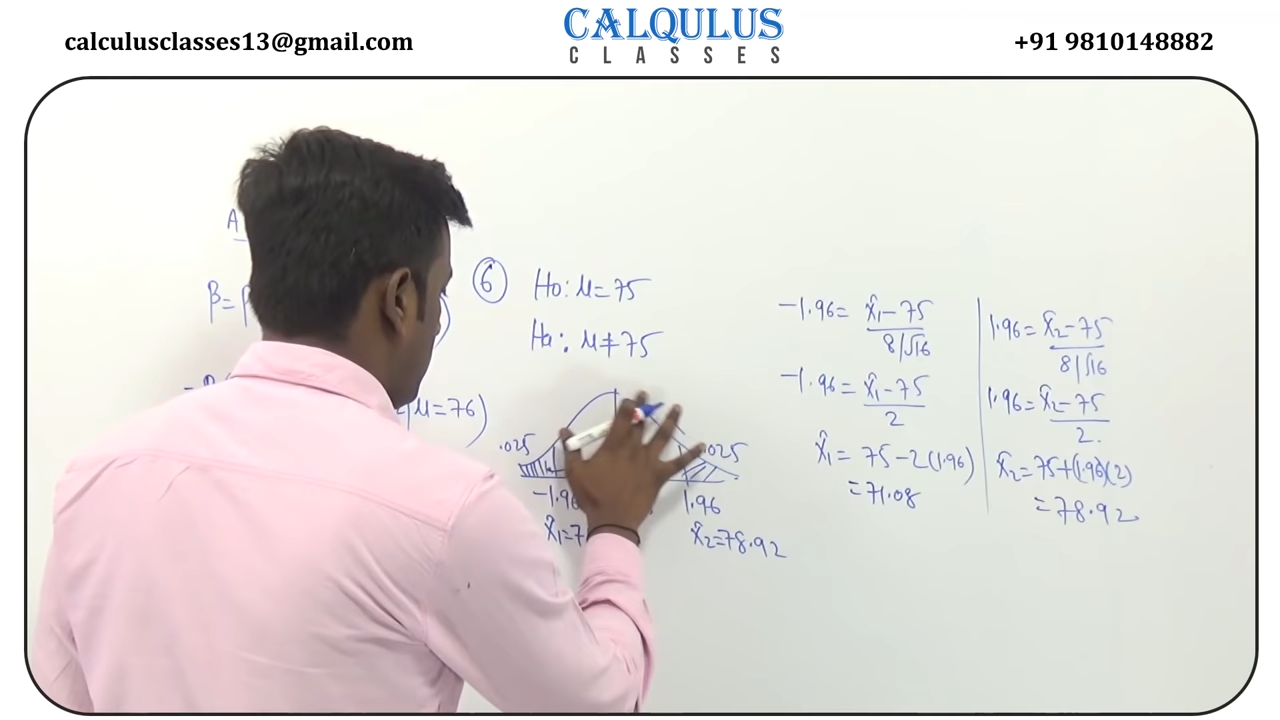 calculusclasses13@gmail.com
CALQULUS
CLASSES
+91 9810148882
A
β=
⑥ H₀: μ=75
Hₐ: μ≠75
μ=76)
.025
.025
-1.96
1.96
x̂₁=7
x̂₂=78.92
-1.96= x̂₁-75
8/√16
-1.96= x̂₁-75
2
x̂₁= 75-2(1.96)
=71.08
1.96= x̂₂-75
8/√16
1.96= x̂₂-75
2.
x̂₂=75+(1.96)(2)
=78.92